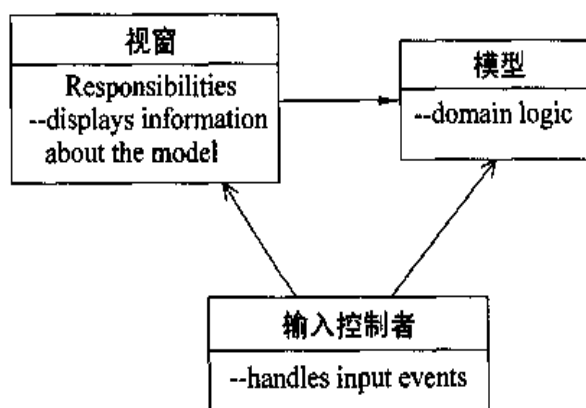 视窗
Responsibilities
--displays information
about the model
模型
--domain logic
输入控制者
--handles input events